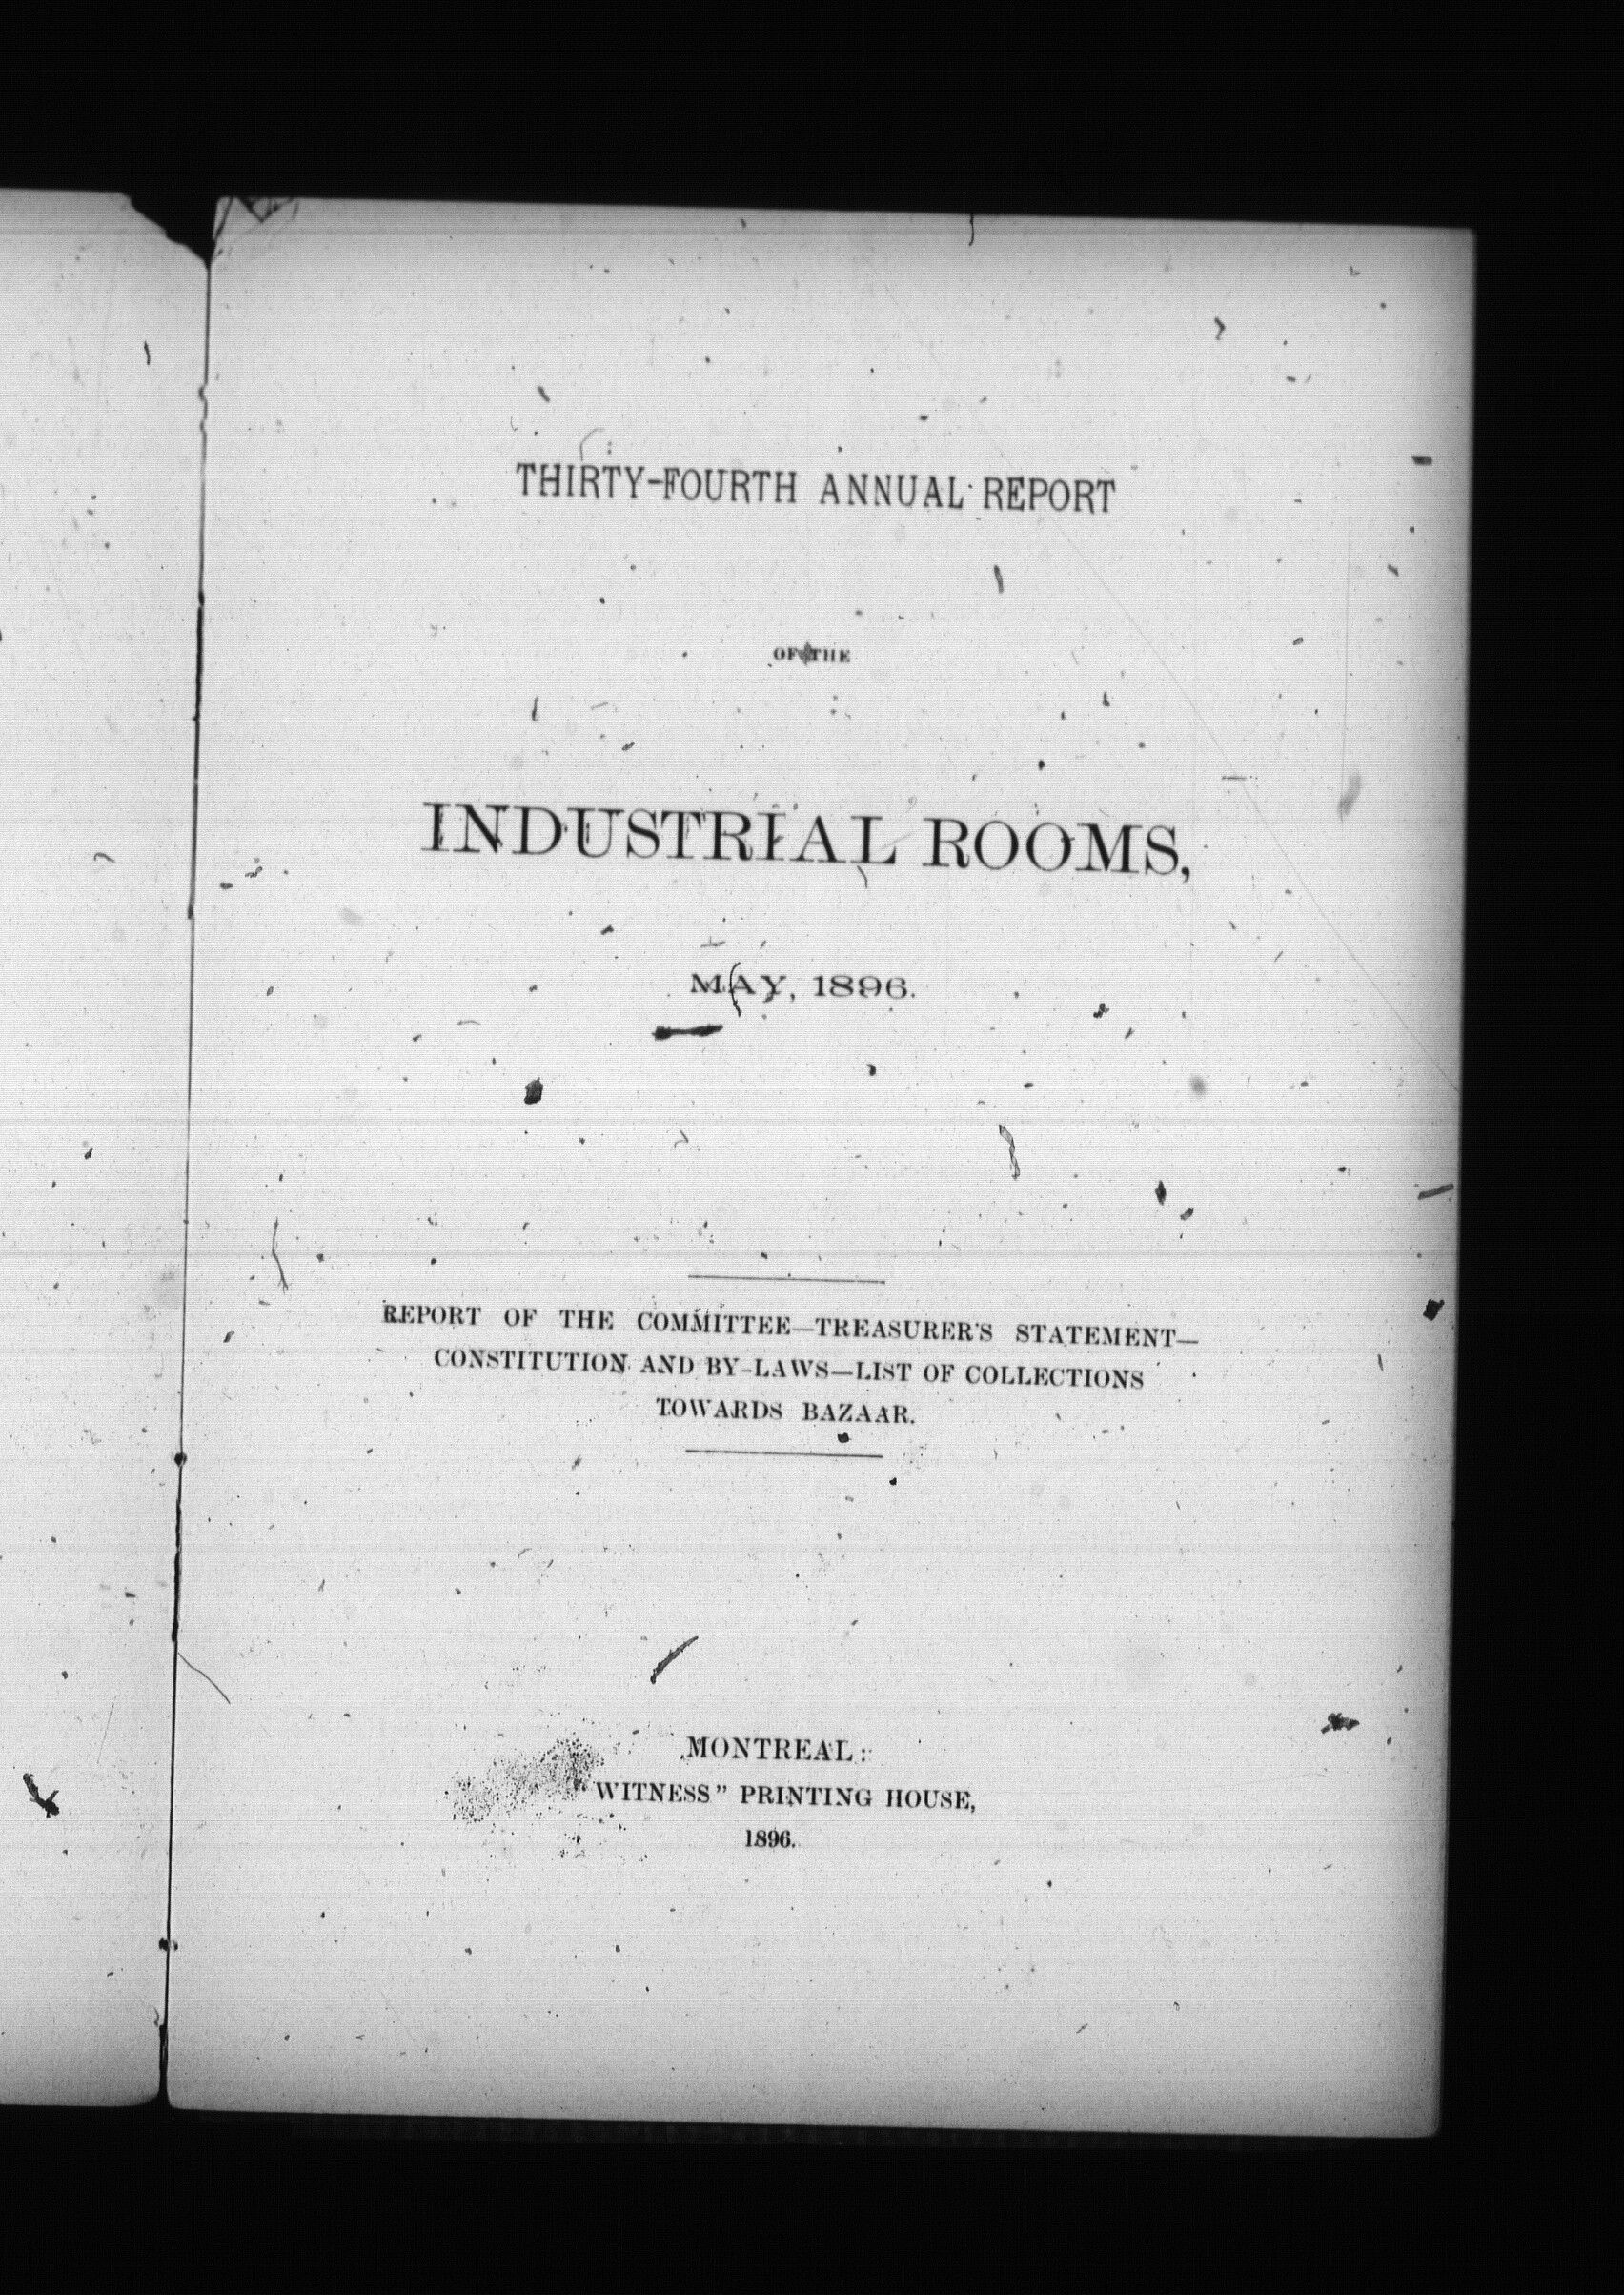 THIRTY-FOURTH ANNUAL REPORT
OF THE
INDUSTRIAL ROOMS,
MAY, 1896.
REPORT OF THE COMMITTEE—TREASURER'S STATEMENT—
CONSTITUTION AND BY-LAWS—LIST OF COLLECTIONS
TOWARDS BAZAAR.
MONTREAL:
"WITNESS" PRINTING HOUSE,
1896.